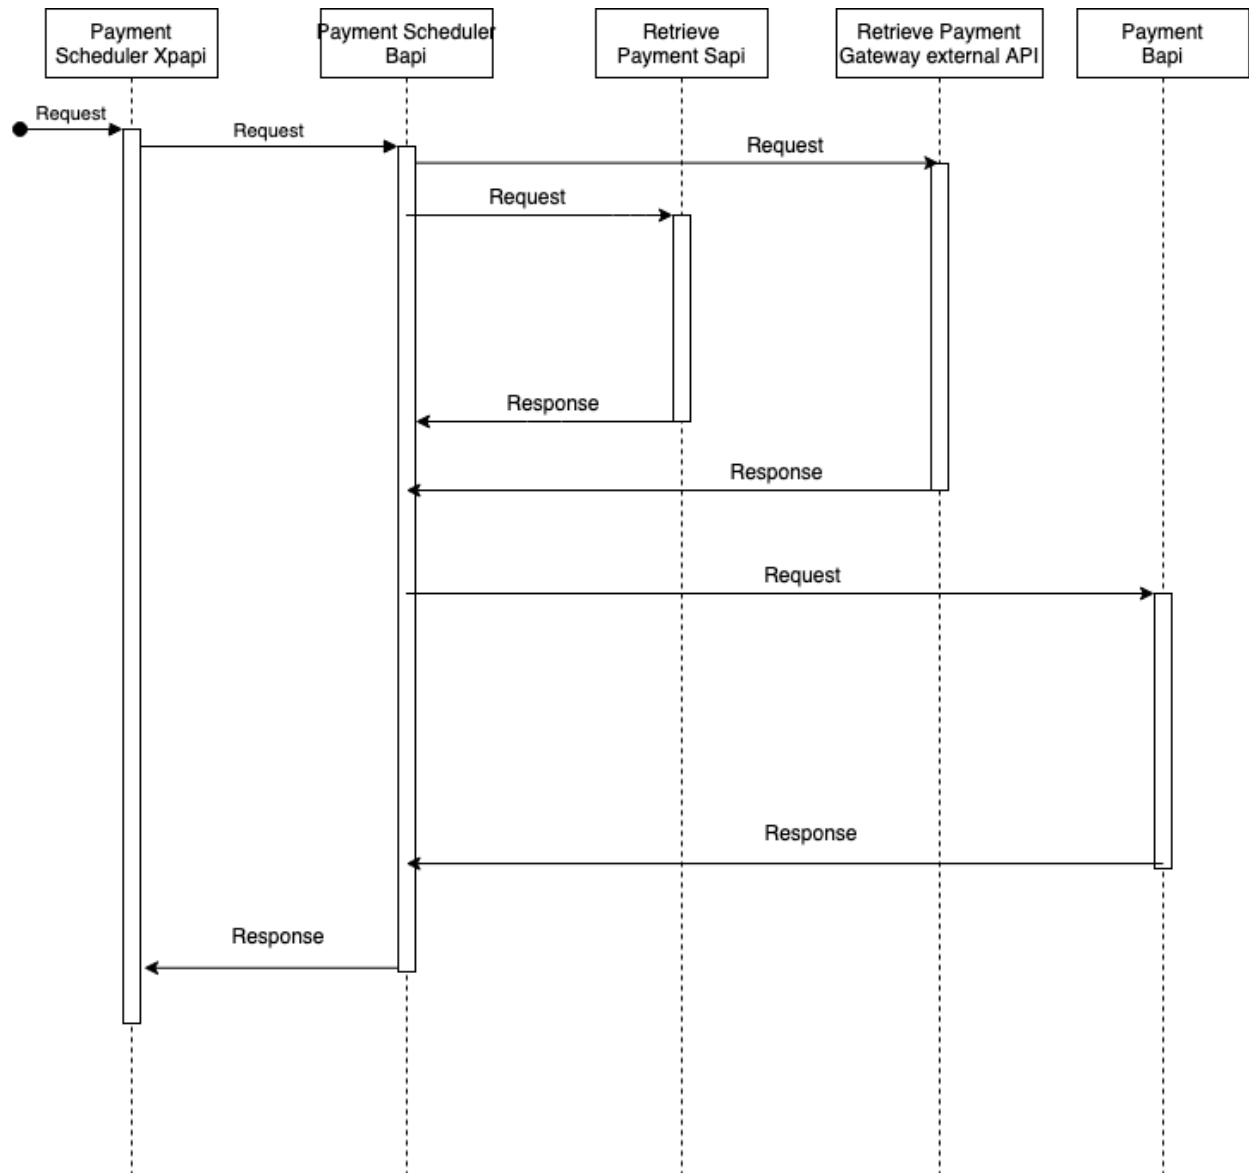 Payment
Scheduler Xpapi
Payment Scheduler
Bapi
Retrieve
Payment Sapi
Retrieve Payment
Gateway external API
Payment
Bapi
Request
Request
Request
Request
Response
Response
Request
Response
Response